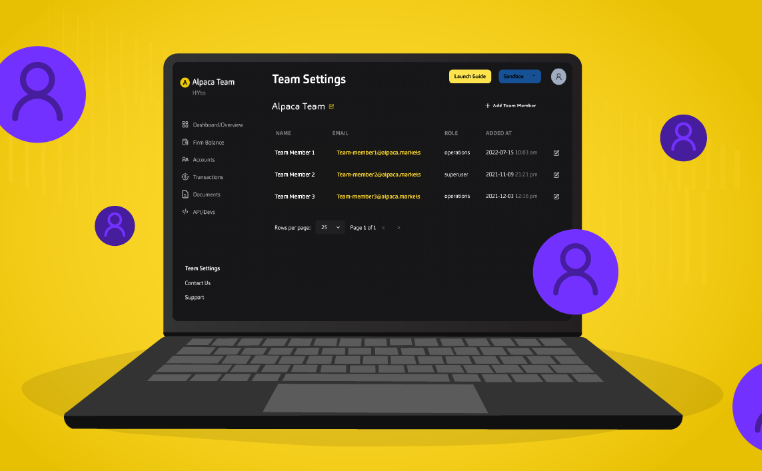 Alpaca Team
Team Settings
Launch Guide
Sandbox
Alpaca Team
+ Add Team Member
Dashboard/Overview
Firm Balance
Accounts
Transactions
Documents
API/Devs
NAME EMAIL ROLE ADDED AT
Team Member 1 Team-member1@alpaca.markets operations 2022-07-15 10:03 am
Team Member 2 Team-member2@alpaca.markets superuser 2021-11-09 21:21 pm
Team Member 3 Team-member3@alpaca.markets operations 2021-12-01 12:16 pm
Rows per page: 25 Page 1 of 1 < >
Team Settings
Contact Us
Support